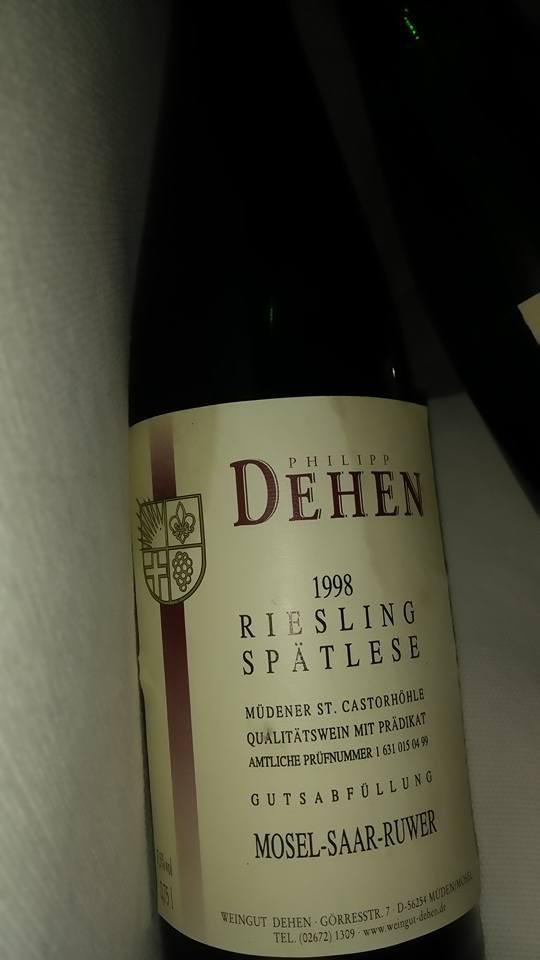 PHILIPP
DEHEN
1998
RIESLING
SPÄTLESE
MÜDENER ST. CASTORHÖHLE
QUALITÄTSWEIN MIT PRÄDIKAT
AMTLICHE PRÜFNUMMER 1 631 015 04 99
GUTSABFÜLLUNG
MOSEL-SAAR-RUWER
WEINGUT DEHEN · GÖRRESSTR. 7 · D-56254 MÜDEN/MOSEL
TEL. (02672) 1309 · www.weingut-dehen.de